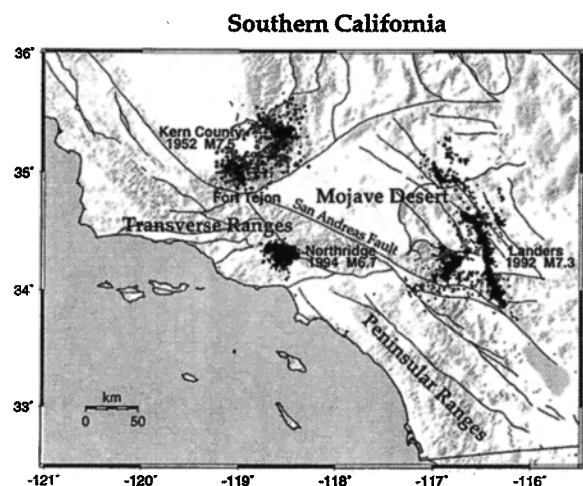 Southern California
36°
Kern County
1952 M7.5
35°
Fort Tejon
Mojave Desert
San Andreas Fault
Transverse Ranges
Northridge
1994 M6.7
Landers
1992 M7.3
34°
Peninsular Ranges
km
0 50
33°
-121° -120° -119° -118° -117° -116°